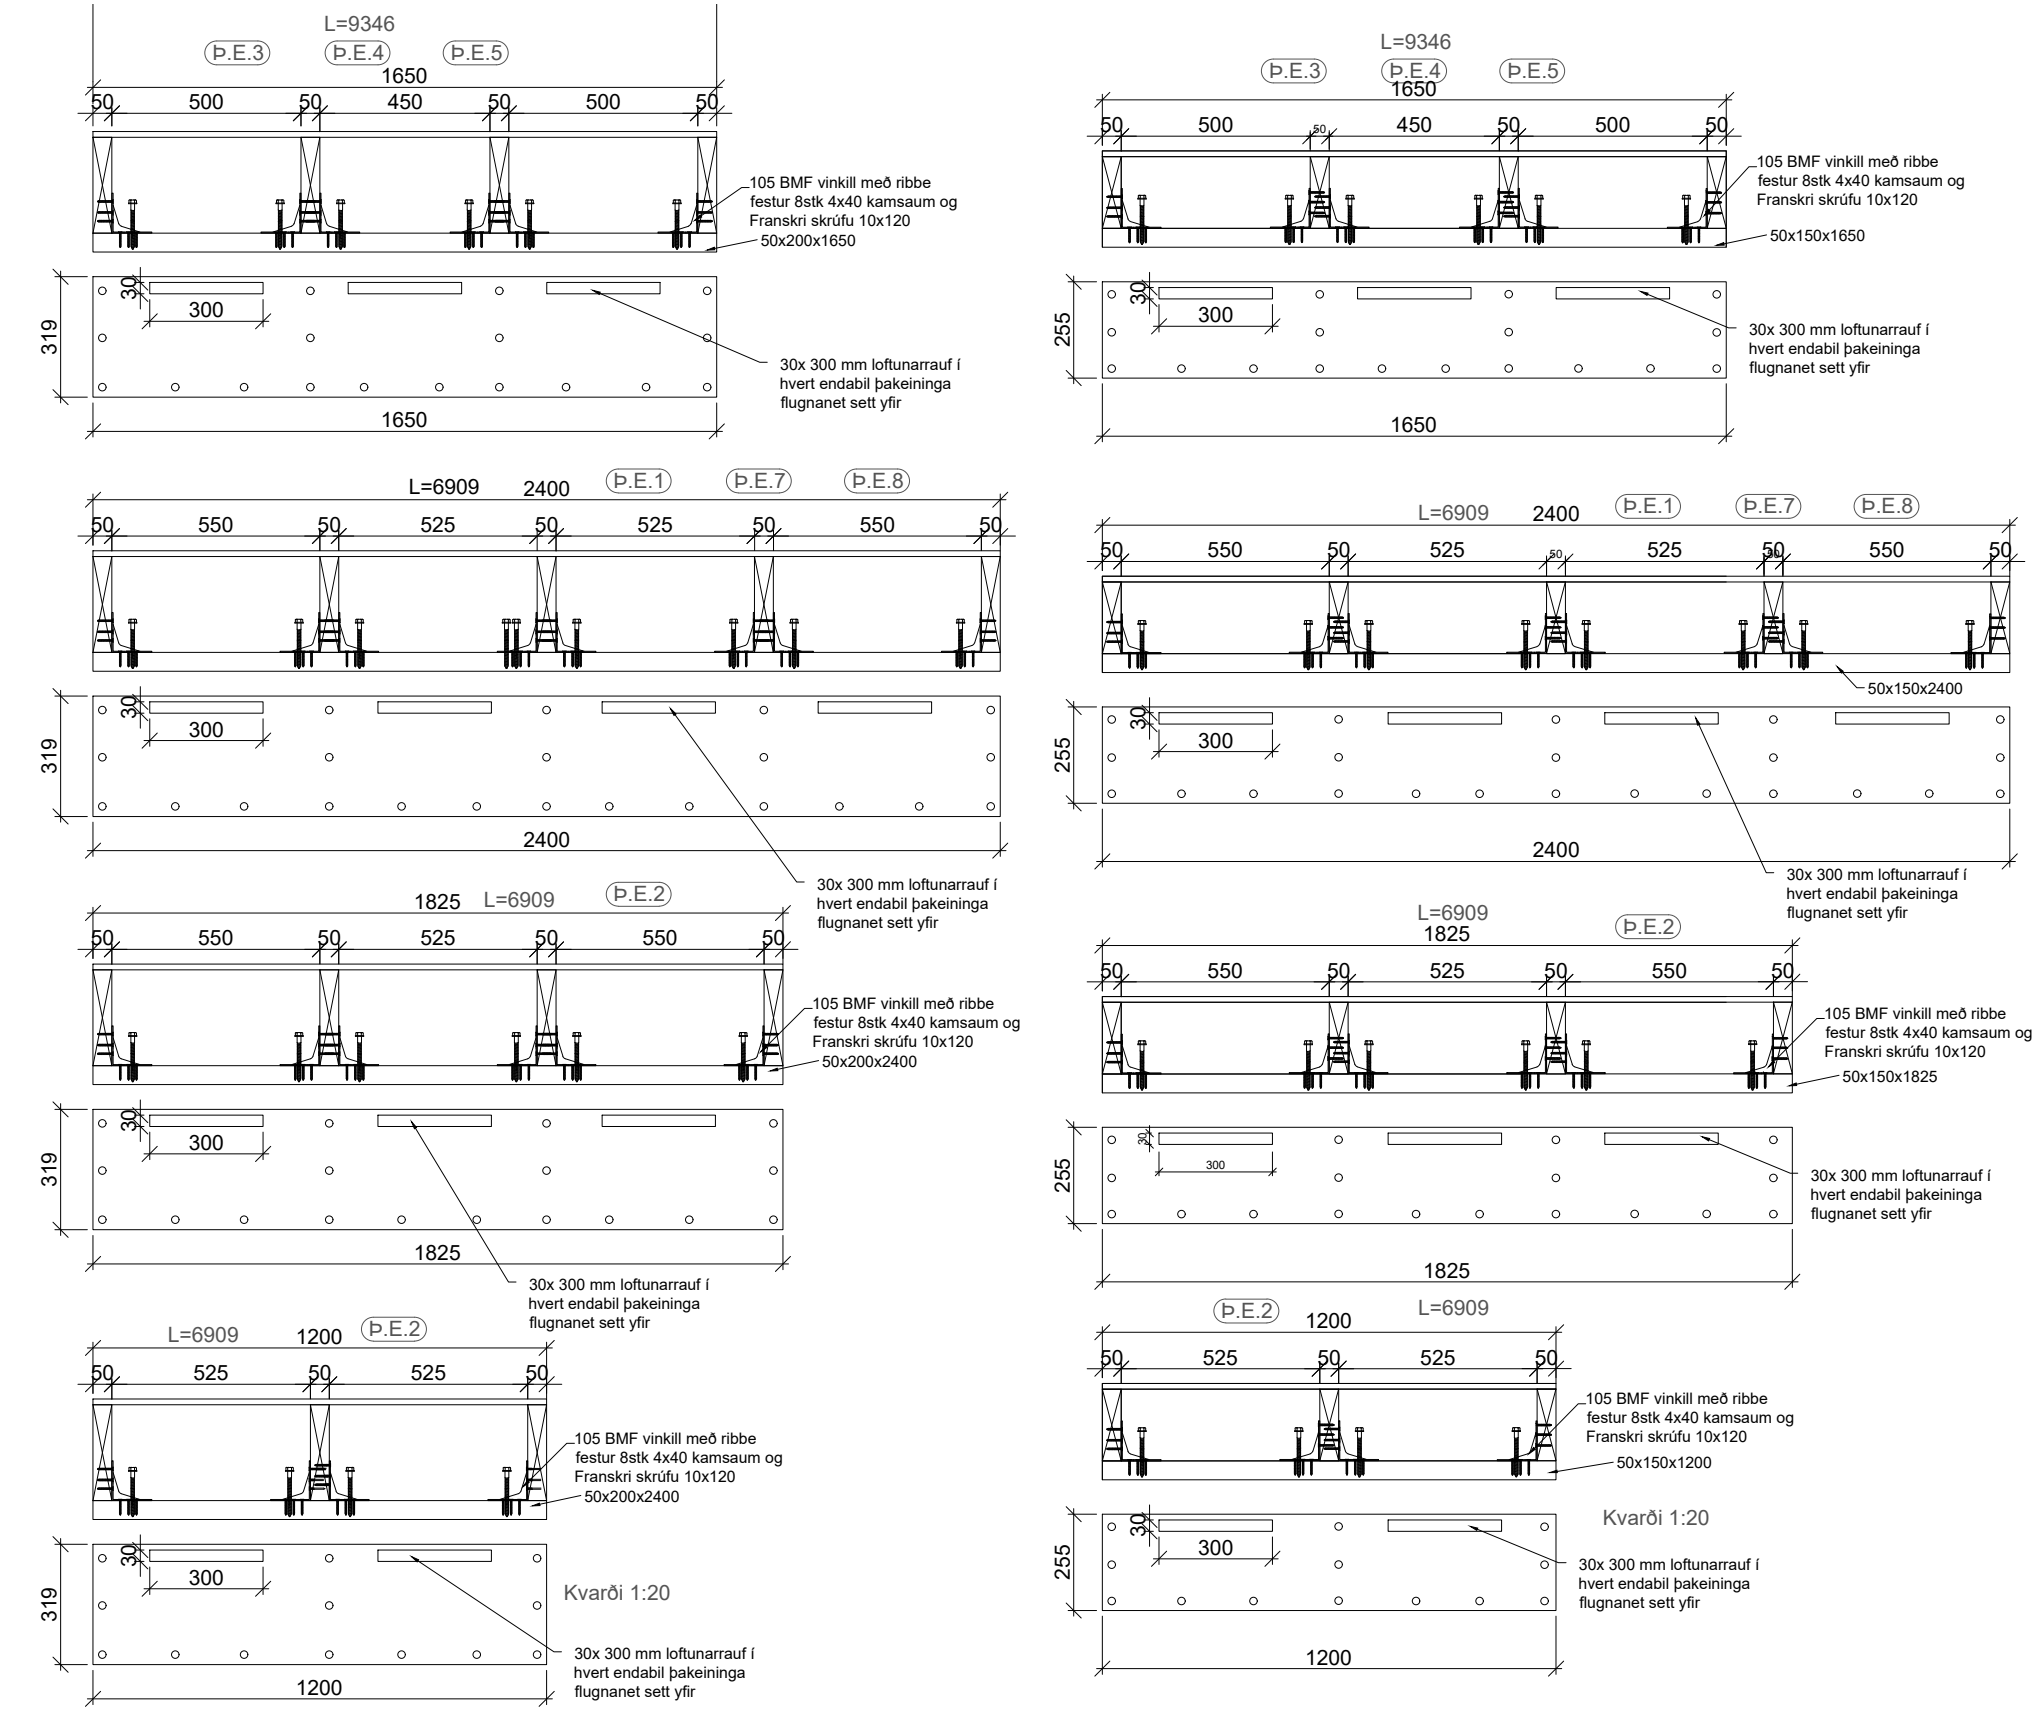 L=9346
Þ.E.3 Þ.E.4 Þ.E.5
1650
50 500 50 450 50 500 50
105 BMF vinkill með ribbe
festur 8stk 4x40 kamsaum og
Franskri skrúfu 10x120
50x200x1650
30
300
319
30x 300 mm loftunarrauf í
hvert endabil þakeininga
flugnanet sett yfir
1650
L=6909 2400 Þ.E.1 Þ.E.7 Þ.E.8
50 550 50 525 50 525 50 550 50
30
300
319
2400
30x 300 mm loftunarrauf í
hvert endabil þakeininga
flugnanet sett yfir
1825 L=6909 Þ.E.2
50 550 50 525 50 550 50
105 BMF vinkill með ribbe
festur 8stk 4x40 kamsaum og
Franskri skrúfu 10x120
50x200x2400
30
300
319
1825
30x 300 mm loftunarrauf í
hvert endabil þakeininga
flugnanet sett yfir
L=6909 1200 Þ.E.2
50 525 50 525 50
105 BMF vinkill með ribbe
festur 8stk 4x40 kamsaum og
Franskri skrúfu 10x120
50x200x2400
30
300
319
Kvarði 1:20
30x 300 mm loftunarrauf í
hvert endabil þakeininga
flugnanet sett yfir
1200
L=9346
Þ.E.3 Þ.E.4 Þ.E.5
1650
50 500 50 450 50 500 50
105 BMF vinkill með ribbe
festur 8stk 4x40 kamsaum og
Franskri skrúfu 10x120
50x150x1650
30
300
255
30x 300 mm loftunarrauf í
hvert endabil þakeininga
flugnanet sett yfir
1650
L=6909 2400 Þ.E.1 Þ.E.7 Þ.E.8
50 550 50 525 50 525 50 550 50
50x150x2400
30
300
255
2400
30x 300 mm loftunarrauf í
hvert endabil þakeininga
flugnanet sett yfir
L=6909
1825 Þ.E.2
50 550 50 525 50 550 50
105 BMF vinkill með ribbe
festur 8stk 4x40 kamsaum og
Franskri skrúfu 10x120
50x150x1825
30
300
255
30x 300 mm loftunarrauf í
hvert endabil þakeininga
flugnanet sett yfir
1825
Þ.E.2 L=6909
1200
50 525 50 525 50
105 BMF vinkill með ribbe
festur 8stk 4x40 kamsaum og
Franskri skrúfu 10x120
50x150x1200
30
300
255
Kvarði 1:20
30x 300 mm loftunarrauf í
hvert endabil þakeininga
flugnanet sett yfir
1200